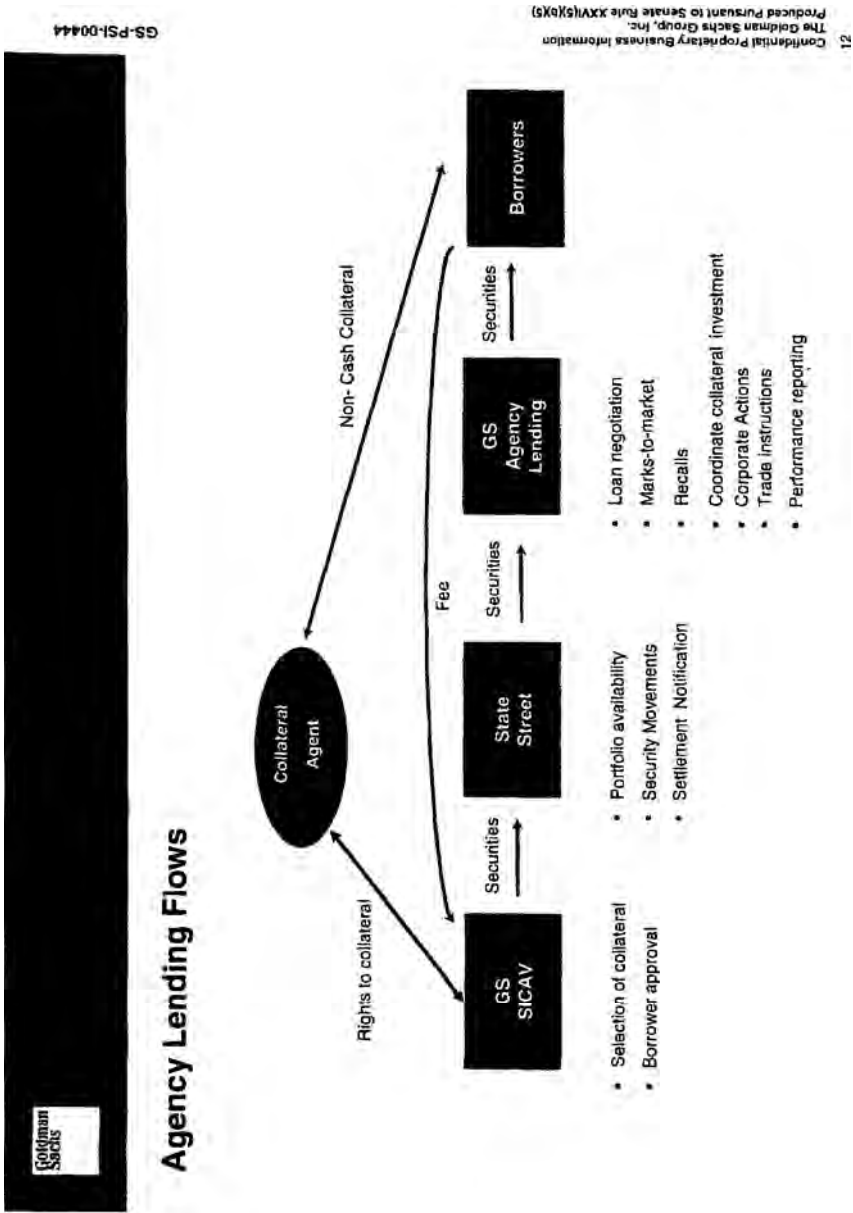 Goldman
Sachs
Agency Lending Flows
Collateral
Agent
Rights to collateral
Non- Cash Collateral
Fee
GS
SICAV
Securities
State
Street
Securities
GS
Agency
Lending
Securities
Borrowers
• Selection of collateral
• Borrower approval
• Portfolio availability
• Security Movements
• Settlement Notification
• Loan negotiation
• Marks-to-market
• Recalls
• Coordinate collateral investment
• Corporate Actions
• Trade instructions
• Performance reporting
12
Confidential Proprietary Business Information
The Goldman Sachs Group, Inc.
Produced Pursuant to Senate Rule XXVI(5)(b)(5)
GS-PSI-00444